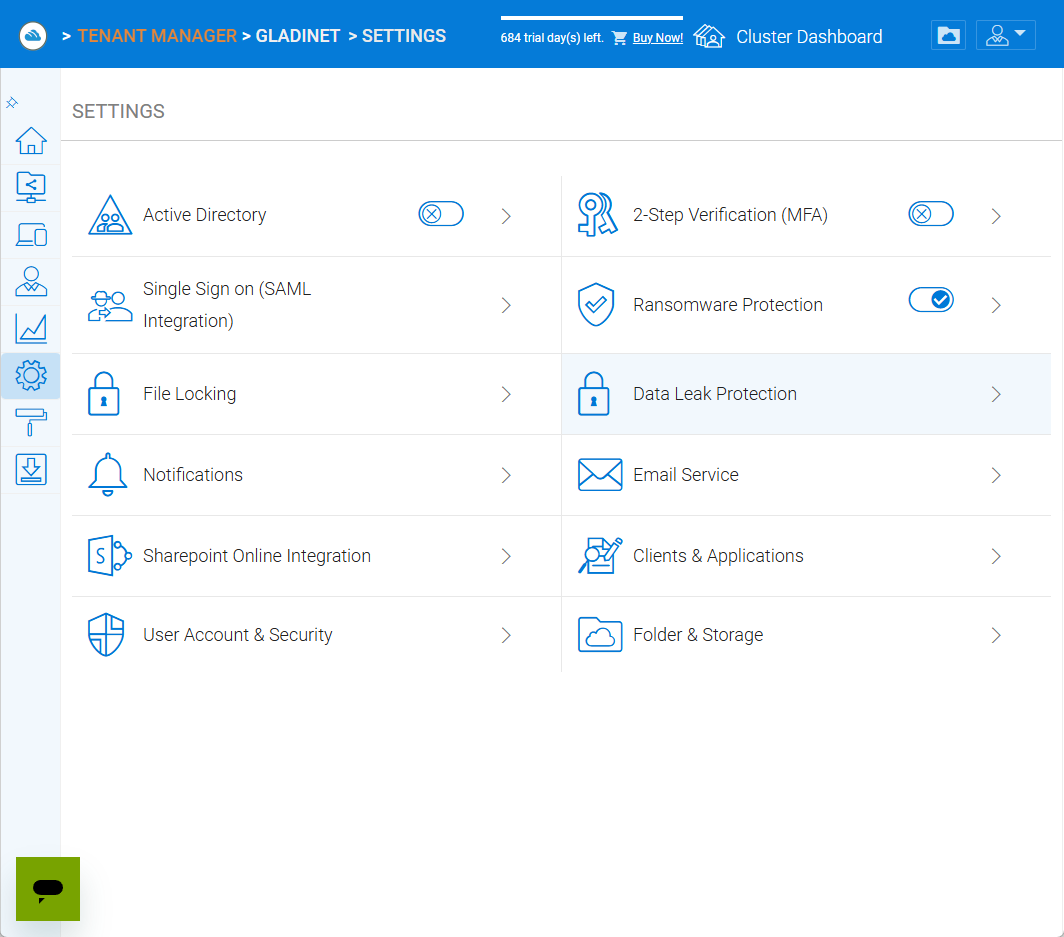 > TENANT MANAGER > GLADINET > SETTINGS
684 trial day(s) left. Buy Now!
Cluster Dashboard
SETTINGS
Active Directory
2-Step Verification (MFA)
Single Sign on (SAML
Integration)
Ransomware Protection
File Locking
Data Leak Protection
Notifications
Email Service
S
Sharepoint Online Integration
Clients & Applications
User Account & Security
Folder & Storage